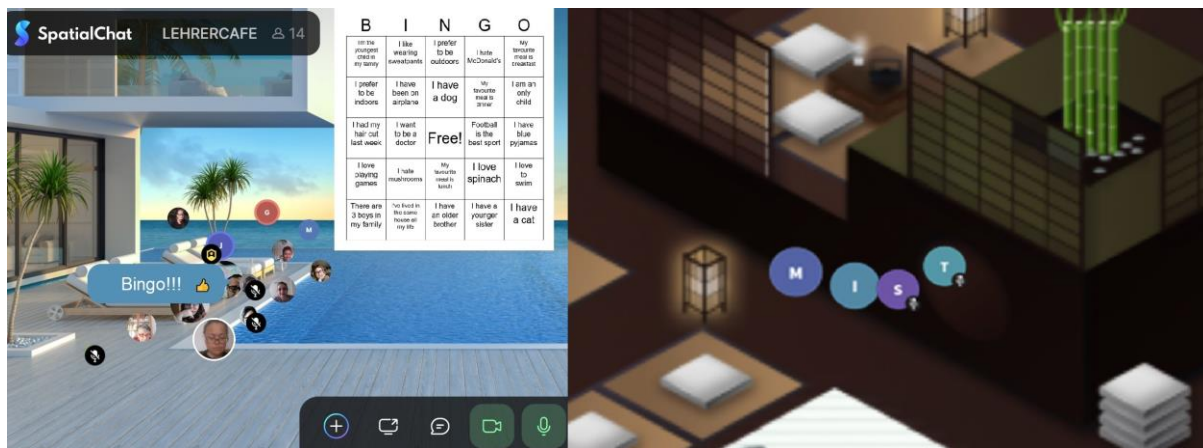 SpatialChat LEHRERCAFE 14
B I N G O
I'm the
youngest
child in
my family
I like
wearing
sweatpants
I prefer
to be
outdoors
I hate
McDonald's
My
favourite
meal is
breakfast
I prefer
to be
indoors
I have
been on
airplane
I have
a dog
My
favourite
meal is
dinner
I am an
only
child
I had my
hair cut
last week
I want
to be a
doctor
Free!
Football
is the
best sport
I have
blue
pyjamas
I love
playing
games
I hate
mushrooms
My
favourite
meal is
lunch
I love
spinach
I love
to
swim
There are
3 boys in
my family
I've lived in
the same
house all
my life
I have
an older
brother
I have a
younger
sister
I have
a cat
G
M
J
Bingo!!! 👍
M I S T